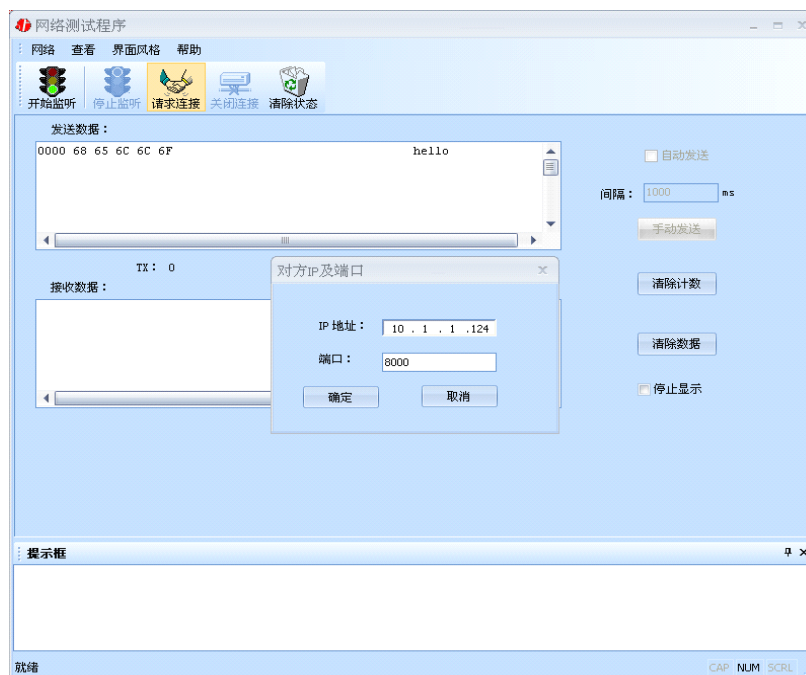 网络测试程序
网络 查看 界面风格 帮助
开始监听 停止监听 请求连接 关闭连接 清除状态
发送数据：
0000 68 65 6C 6C 6F hello
自动发送
间隔： 1000 ms
手动发送
TX： 0
接收数据：
对方IP及端口
IP 地址： 10 . 1 . 1 .124
端口： 8000
确定 取消
清除计数
清除数据
停止显示
提示框
就绪 CAP NUM SCRL